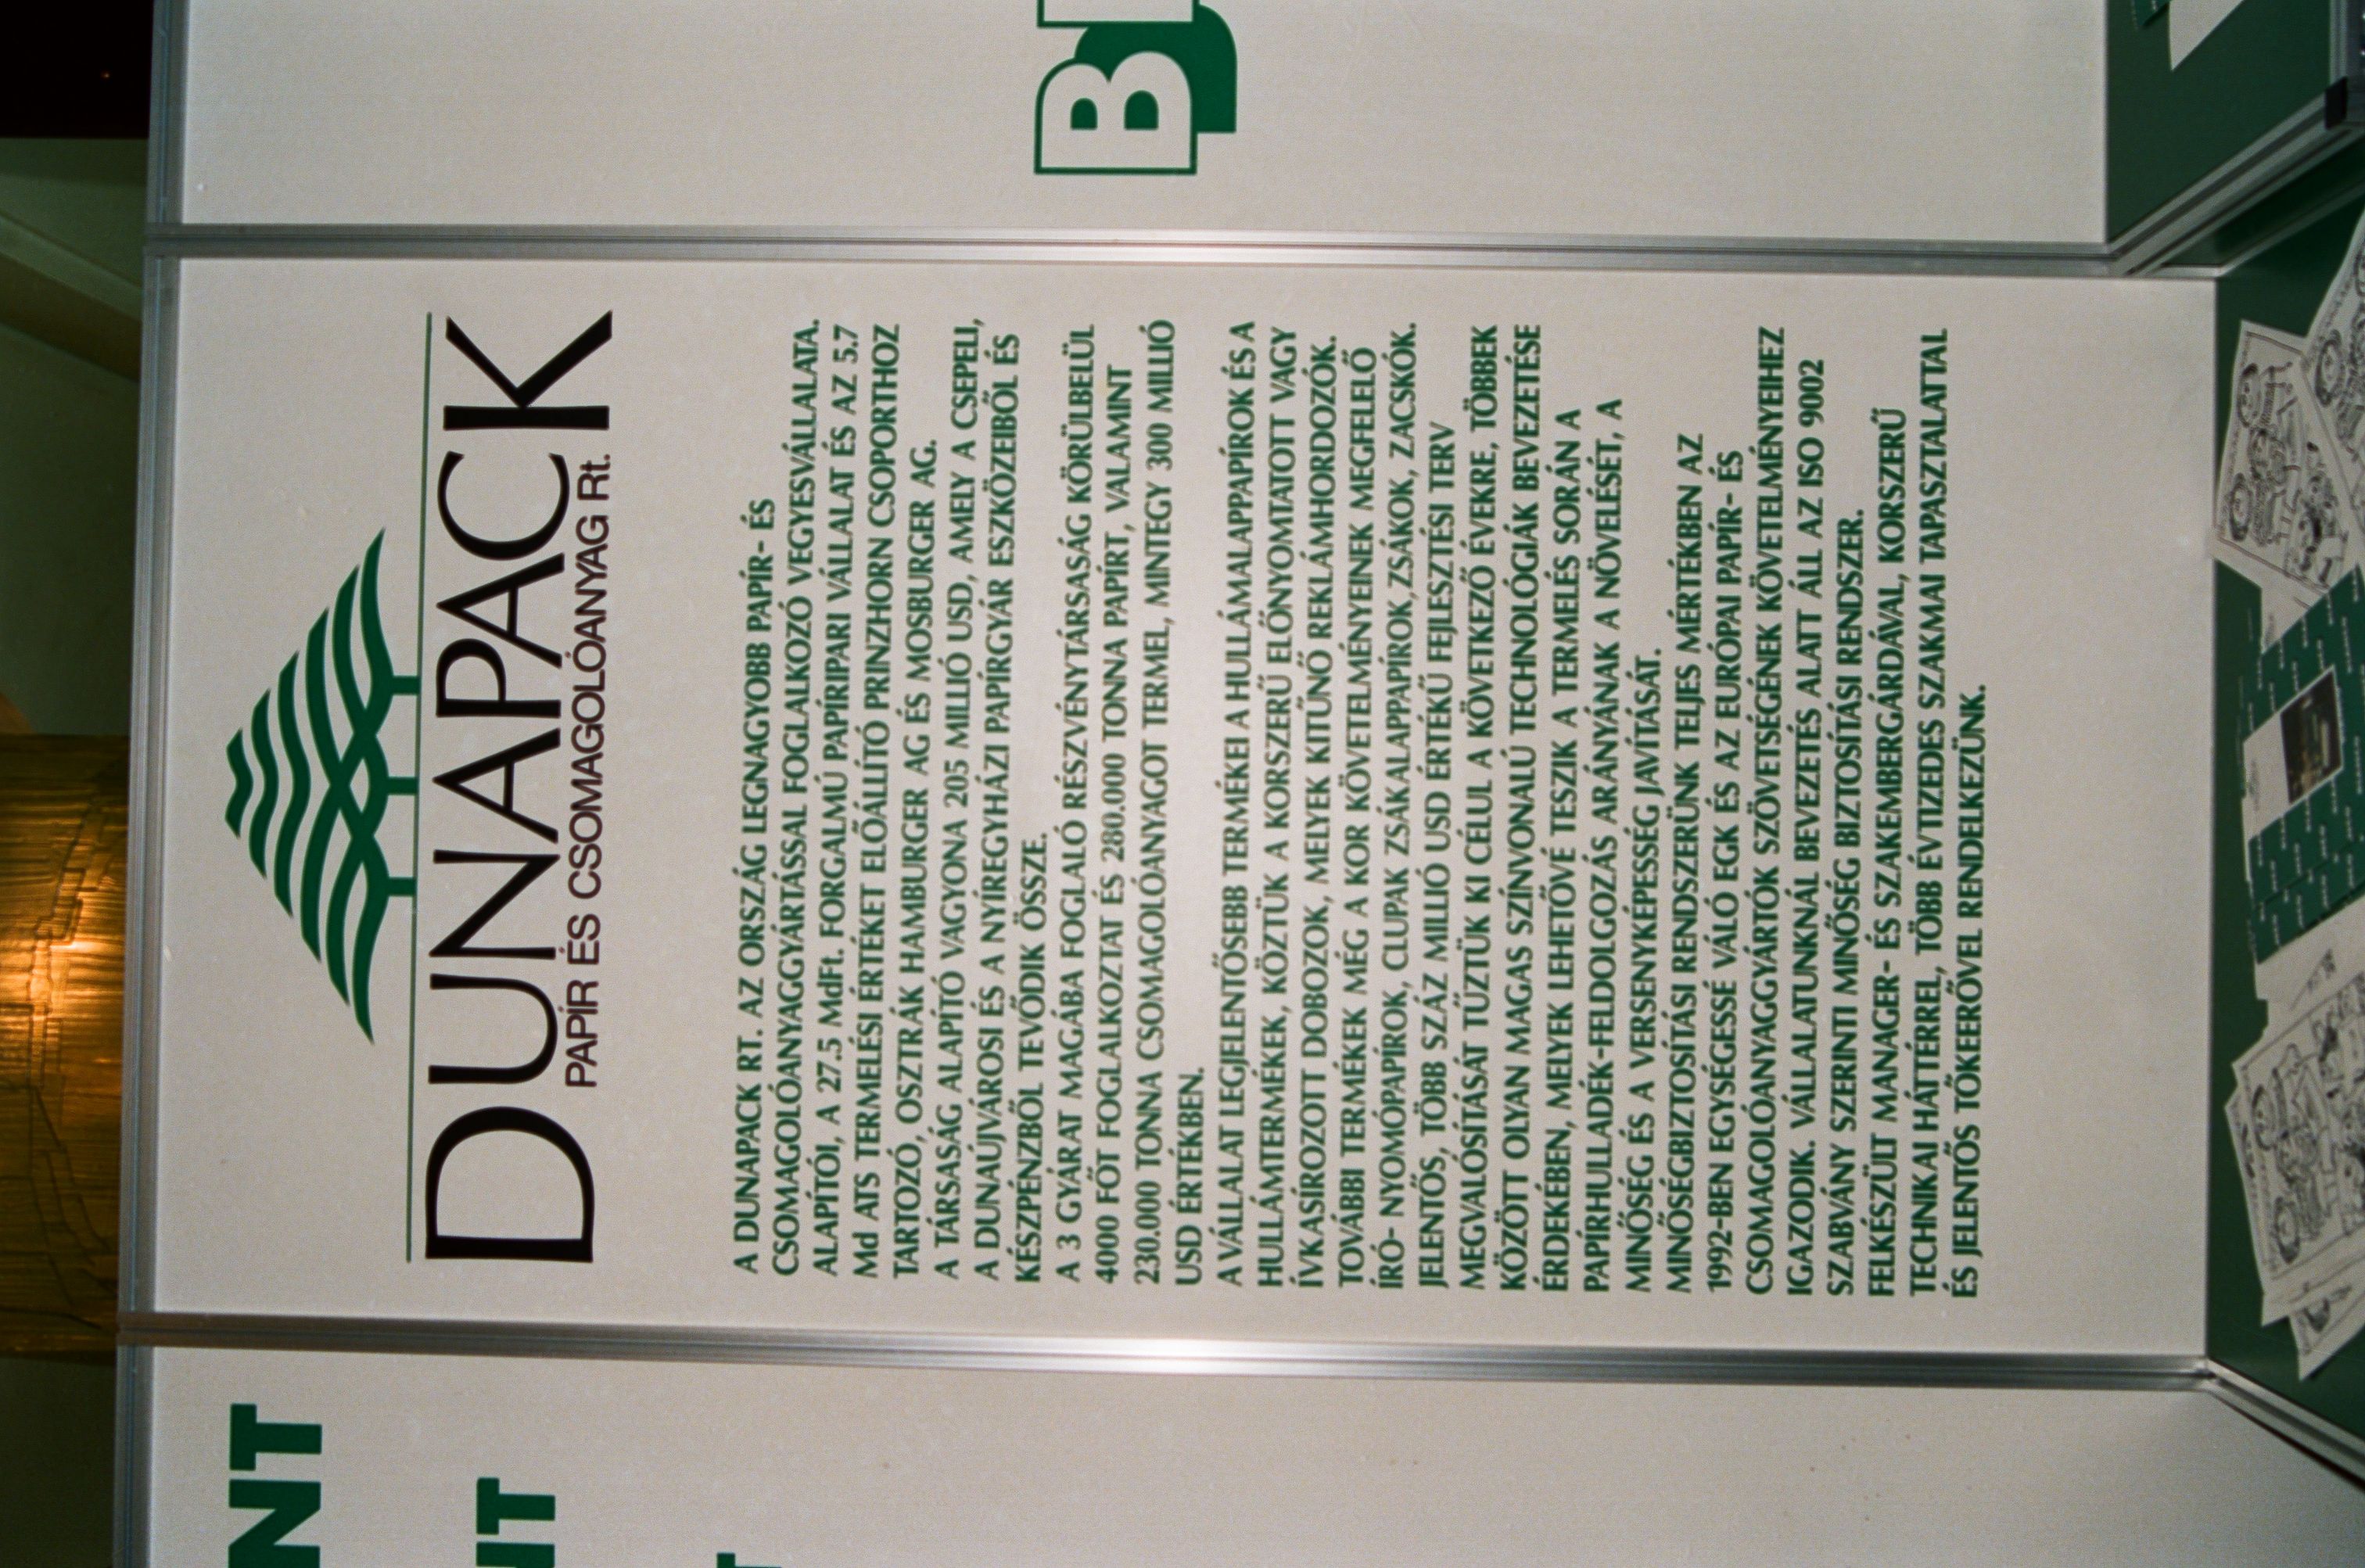 DUNAPACK
PAPÍR ÉS CSOMAGOLÓANYAG Rt.
A DUNAPACK RT. AZ ORSZÁG LEGNAGYOBB PAPÍR- ÉS
CSOMAGOLÓANYAGGYÁRTÁSSAL FOGLALKOZÓ VEGYESVÁLLALATA.
ALAPÍTÓI, A 27.5 MdFt. FORGALMÚ PAPÍRIPARI VÁLLALAT ÉS AZ 5.7
Md ATS TERMELÉSI ÉRTÉKET ELŐÁLLÍTÓ PRINZHORN CSOPORTHOZ
TARTOZÓ, OSZTRÁK HAMBURGER AG ÉS MOSBURGER AG.
A TÁRSASÁG ALAPÍTÓ VAGYONA 205 MILLIÓ USD, AMELY A CSEPELI,
A DUNAUJVÁROSI ÉS A NYÍREGYHÁZI PAPÍRGYÁR ESZKÖZEIBŐL ÉS
KÉSZPÉNZBŐL TEVŐDIK ÖSSZE.
A 3 GYÁRAT MAGÁBA FOGLALÓ RÉSZVÉNYTÁRSASÁG KÖRÜLBELÜL
4000 FŐT FOGLALKOZTAT ÉS 280.000 TONNA PAPÍRT, VALAMINT
230.000 TONNA CSOMAGOLÓANYAGOT TERMEL, MINTEGY 300 MILLIÓ
USD ÉRTÉKBEN.
A VÁLLALAT LEGJELENTŐSEBB TERMÉKEI A HULLÁMALAPPAPÍROK ÉS A
HULLÁMTERMÉKEK, KÖZTÜK A KORSZERŰ ELŐNYOMTATOTT VAGY
ÍVKASÍROZOTT DOBOZOK, MELYEK KITŰNŐ REKLÁMHORDOZÓK.
TOVÁBBI TERMÉKEK MÉG A KOR KÖVETELMÉNYEINEK MEGFELELŐ
ÍRÓ- NYOMÓPAPÍROK, CLUPAK ZSÁKALAPPAPÍROK, ZSÁKOK, ZACSKÓK.
JELENTŐS, TÖBB SZÁZ MILLIÓ USD ÉRTÉKŰ FEJLESZTÉSI TERV
MEGVALÓSÍTÁSÁT TŰZTÜK KI CÉLUL A KÖVETKEZŐ ÉVEKRE, TÖBBEK
KÖZÖTT OLYAN MAGAS SZÍNVONALÚ TECHNOLÓGIÁK BEVEZETÉSE
ÉRDEKÉBEN, MELYEK LEHETŐVÉ TESZIK A TERMELÉS SORÁN A
PAPÍRHULLADÉK-FELDOLGOZÁS ARÁNYÁNAK A NÖVELÉSÉT, A
MINŐSÉG ÉS A VERSENYKÉPESSÉG JAVÍTÁSÁT.
MINŐSÉGBIZTOSÍTÁSI RENDSZERÜNK TELJES MÉRTÉKBEN AZ
1992-BEN EGYSÉGESSÉ VÁLÓ EGK ÉS AZ EURÓPAI PAPÍR- ÉS
CSOMAGOLÓANYAGGYÁRTÓK SZÖVETSÉGÉNEK KÖVETELMÉNYEIHEZ
IGAZODIK. VÁLLALATUNKNÁL BEVEZETÉS ALATT ÁLL AZ ISO 9002
SZABVÁNY SZERINTI MINŐSÉG BIZTOSÍTÁSI RENDSZER.
FELKÉSZÜLT MANAGER- ÉS SZAKEMBERGÁRDÁVAL, KORSZERŰ
TECHNIKAI HÁTTÉRREL, TÖBB ÉVTIZEDES SZAKMAI TAPASZTALATTAL
ÉS JELENTŐS TŐKEERŐVEL RENDELKEZÜNK.
NT
NT
T
B